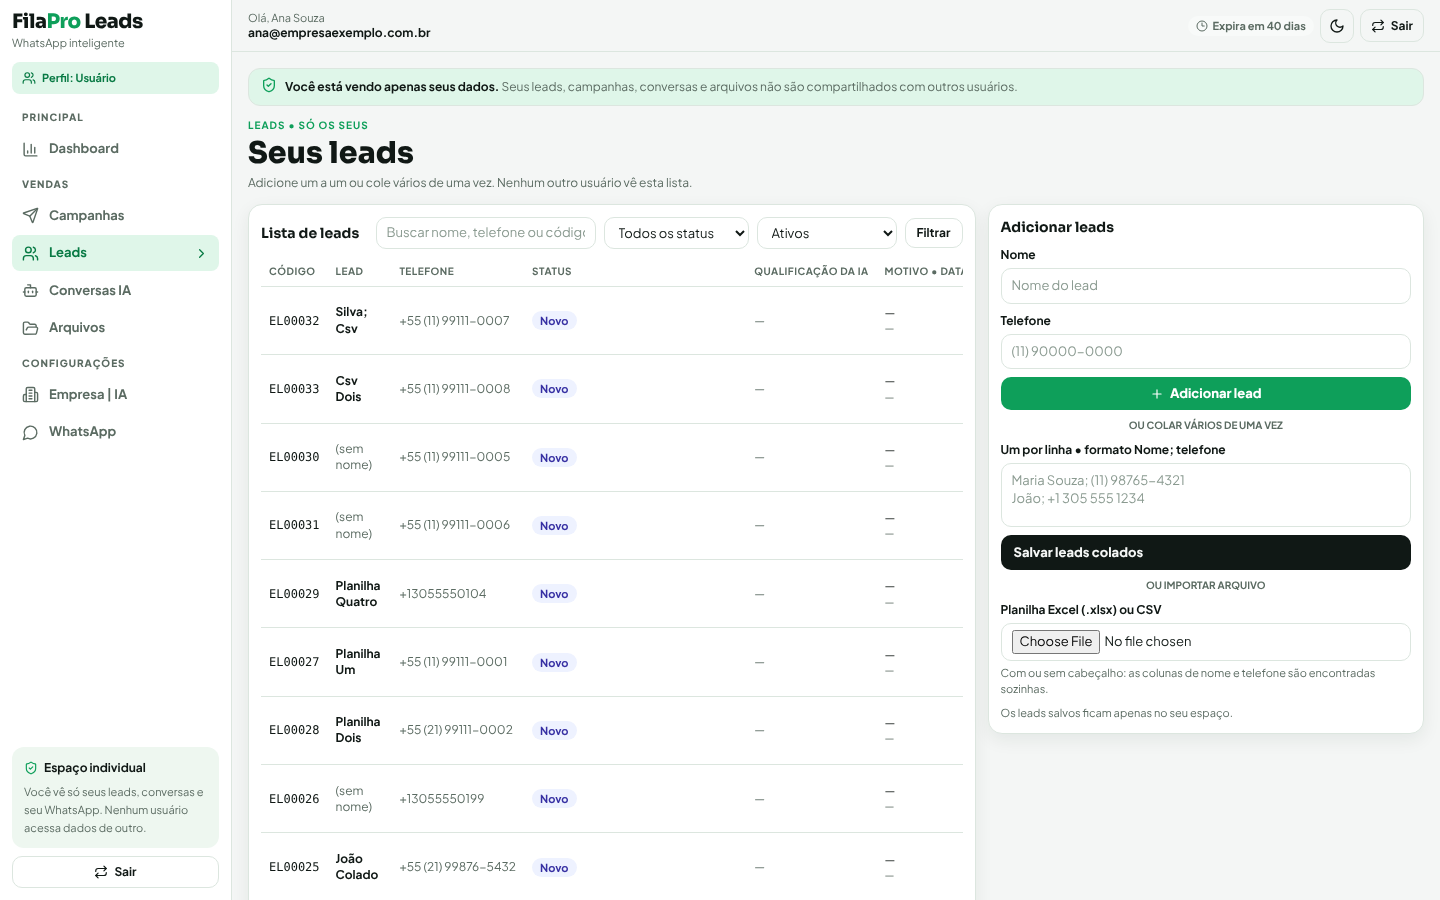 FilaPro Leads
WhatsApp inteligente
Perfil: Usuário
PRINCIPAL
Dashboard
VENDAS
Campanhas
Leads
Conversas IA
Arquivos
CONFIGURAÇÕES
Empresa | IA
WhatsApp
Espaço individual
Você vê só seus leads, conversas e
seu WhatsApp. Nenhum usuário
acessa dados de outro.
Sair
Olá, Ana Souza
ana@empresaexemplo.com.br
Expira em 40 dias
Sair
Você está vendo apenas seus dados. Seus leads, campanhas, conversas e arquivos não são compartilhados com outros usuários.
LEADS • SÓ OS SEUS
Seus leads
Adicione um a um ou cole vários de uma vez. Nenhum outro usuário vê esta lista.
Lista de leads
Buscar nome, telefone ou código
Todos os status
Ativos
Filtrar
CÓDIGO LEAD TELEFONE STATUS QUALIFICAÇÃO DA IA MOTIVO • DATA
EL00032 Silva; Csv +55 (11) 99111-0007 Novo — — —
EL00033 Csv Dois +55 (11) 99111-0008 Novo — — —
EL00030 (sem nome) +55 (11) 99111-0005 Novo — — —
EL00031 (sem nome) +55 (11) 99111-0006 Novo — — —
EL00029 Planilha Quatro +13055550104 Novo — — —
EL00027 Planilha Um +55 (11) 99111-0001 Novo — — —
EL00028 Planilha Dois +55 (21) 99111-0002 Novo — — —
EL00026 (sem nome) +13055550199 Novo — — —
EL00025 João Colado +55 (21) 99876-5432 Novo — — —
Adicionar leads
Nome
Nome do lead
Telefone
(11) 90000-0000
+ Adicionar lead
OU COLAR VÁRIOS DE UMA VEZ
Um por linha • formato Nome; telefone
Maria Souza; (11) 98765-4321
João; +1 305 555 1234
Salvar leads colados
OU IMPORTAR ARQUIVO
Planilha Excel (.xlsx) ou CSV
Choose File No file chosen
Com ou sem cabeçalho: as colunas de nome e telefone são encontradas
sozinhas.
Os leads salvos ficam apenas no seu espaço.